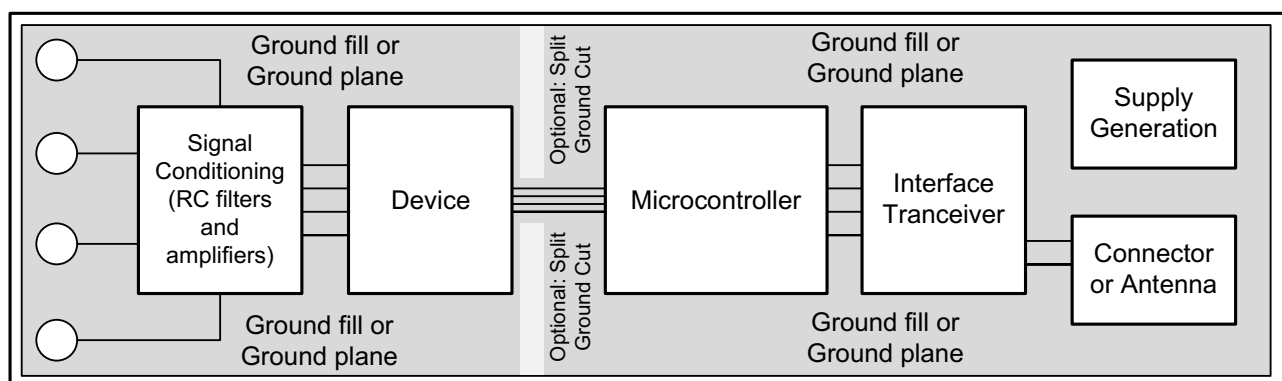 Ground fill or
Ground plane
Optional: Split
Ground Cut
Ground fill or
Ground plane
Supply
Generation
Signal
Conditioning
(RC filters
and
amplifiers)
Device
Microcontroller
Interface
Tranceiver
Connector
or Antenna
Ground fill or
Ground plane
Optional: Split
Ground Cut
Ground fill or
Ground plane